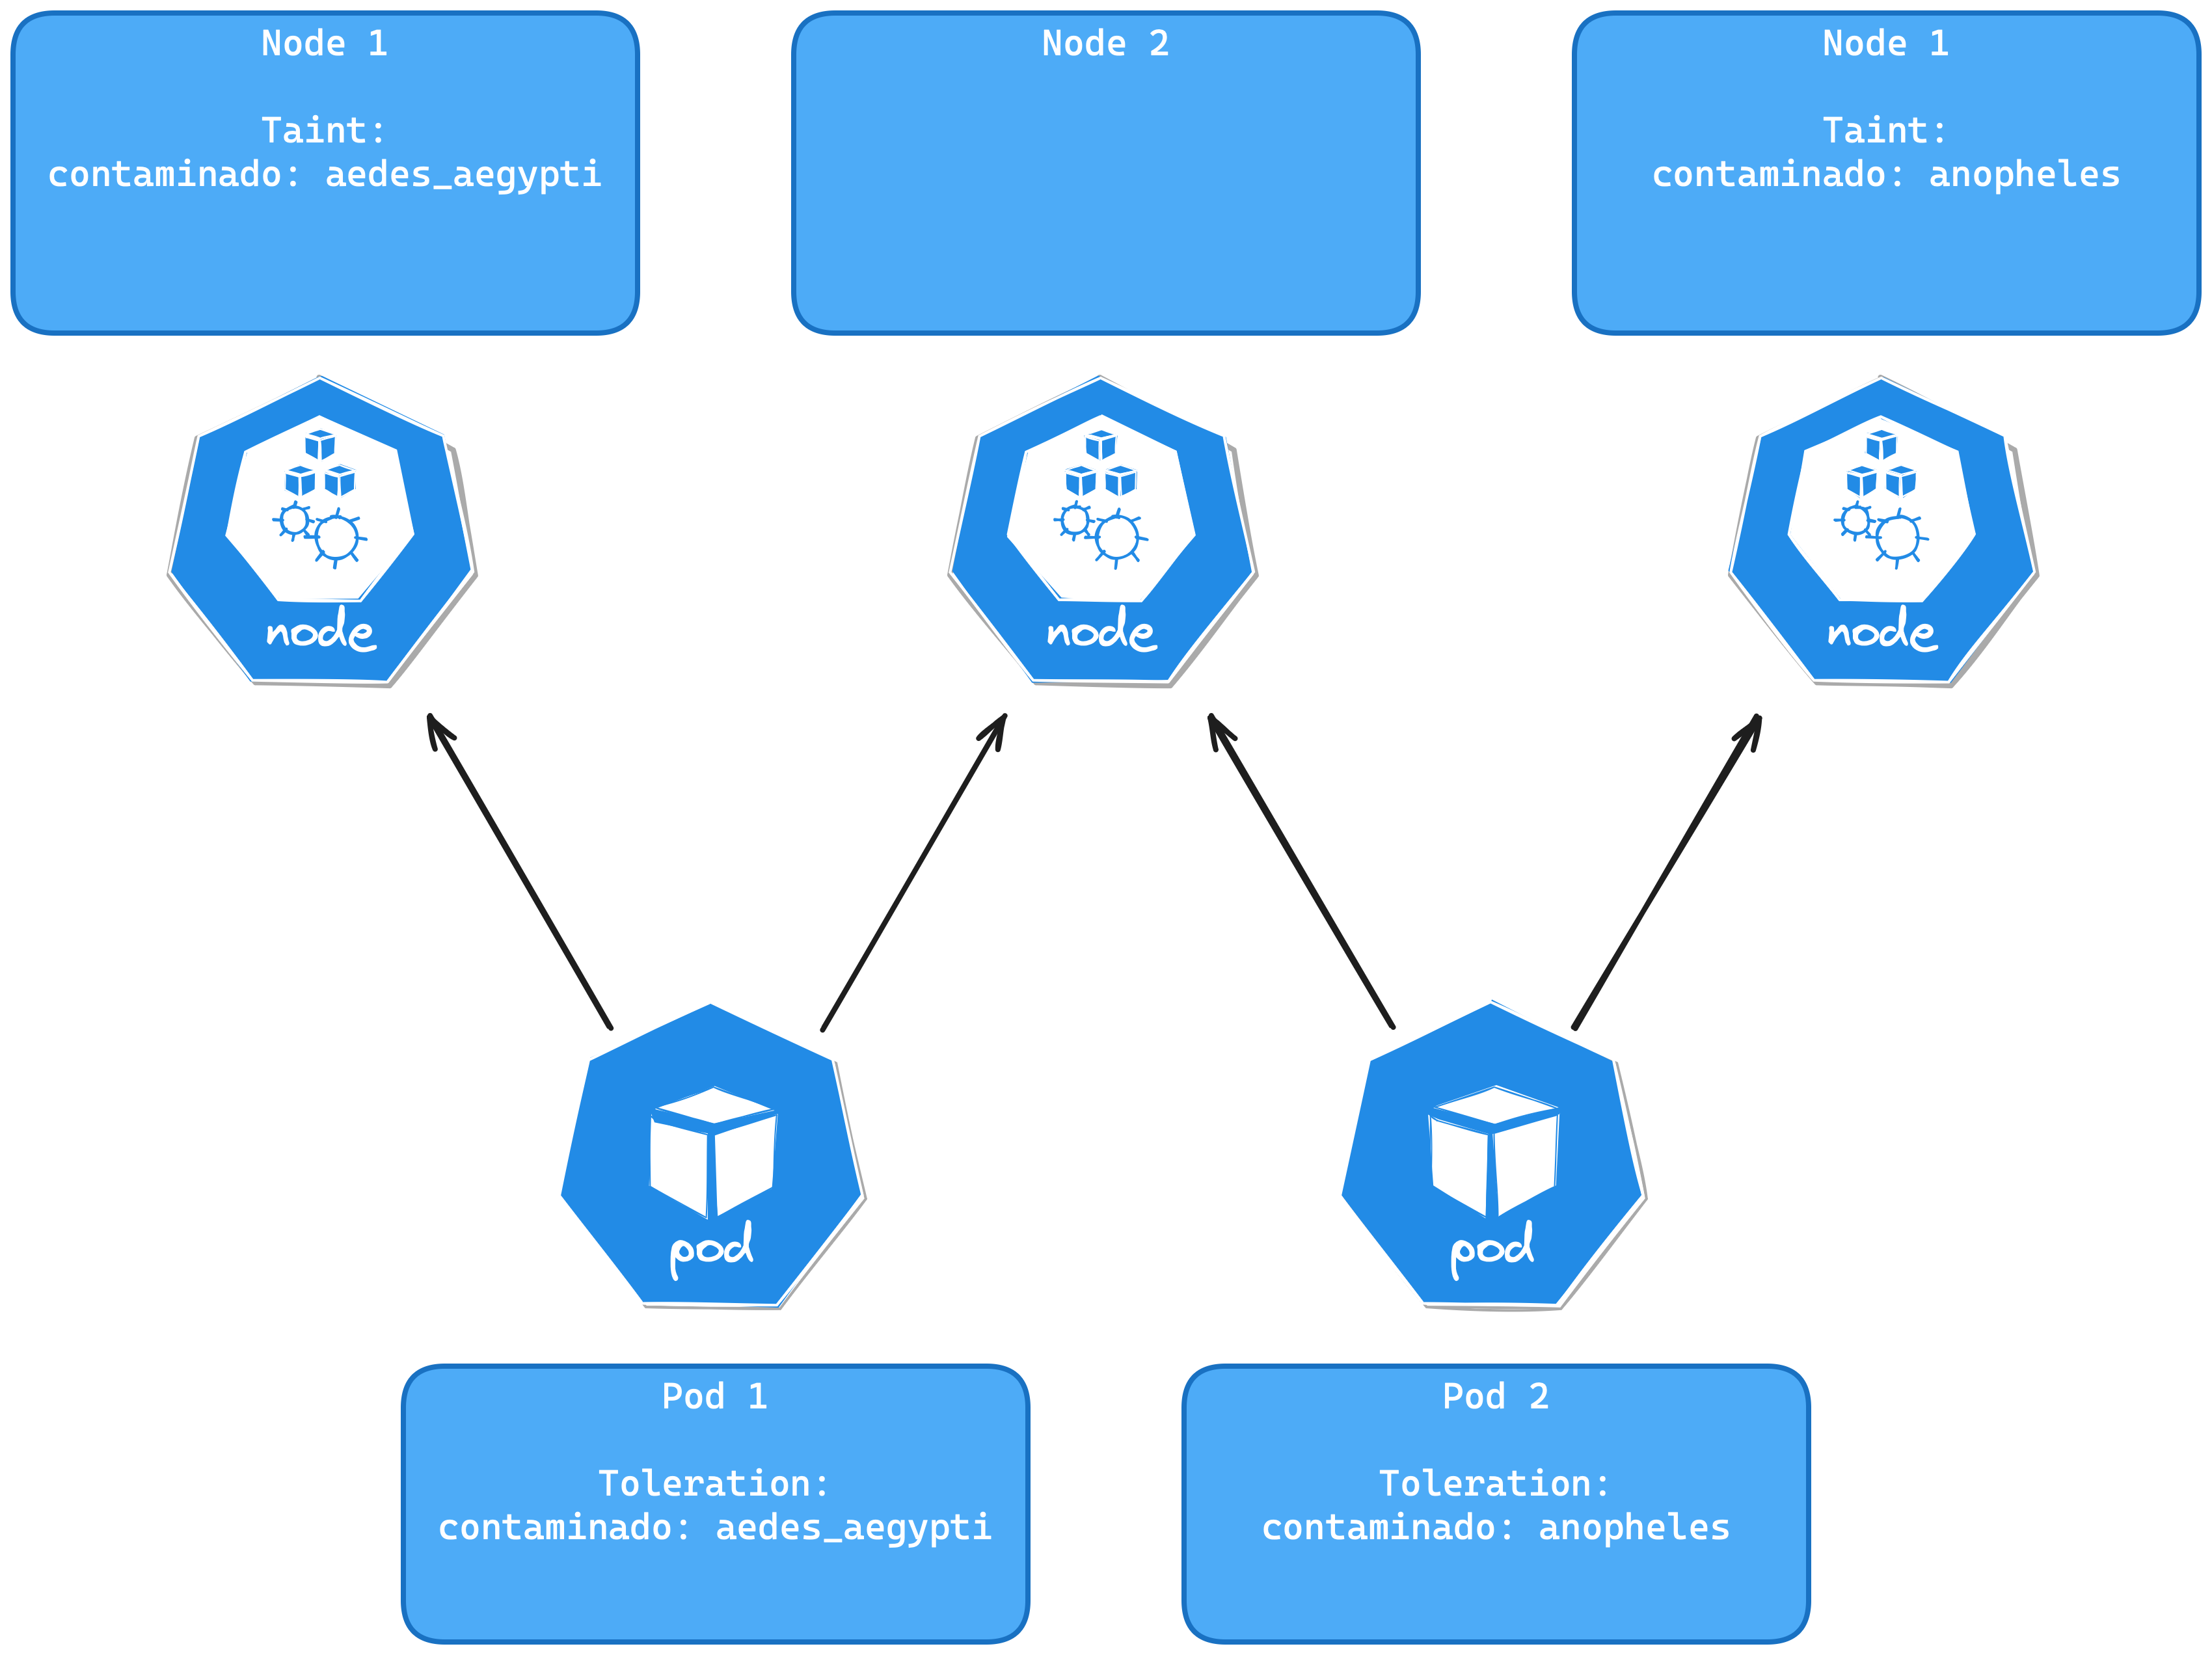 Node 1
Taint:
contaminado: aedes_aegypti
Node 2
Node 1
Taint:
contaminado: anopheles
node
node
node
pod
pod
Pod 1
Toleration:
contaminado: aedes_aegypti
Pod 2
Toleration:
contaminado: anopheles